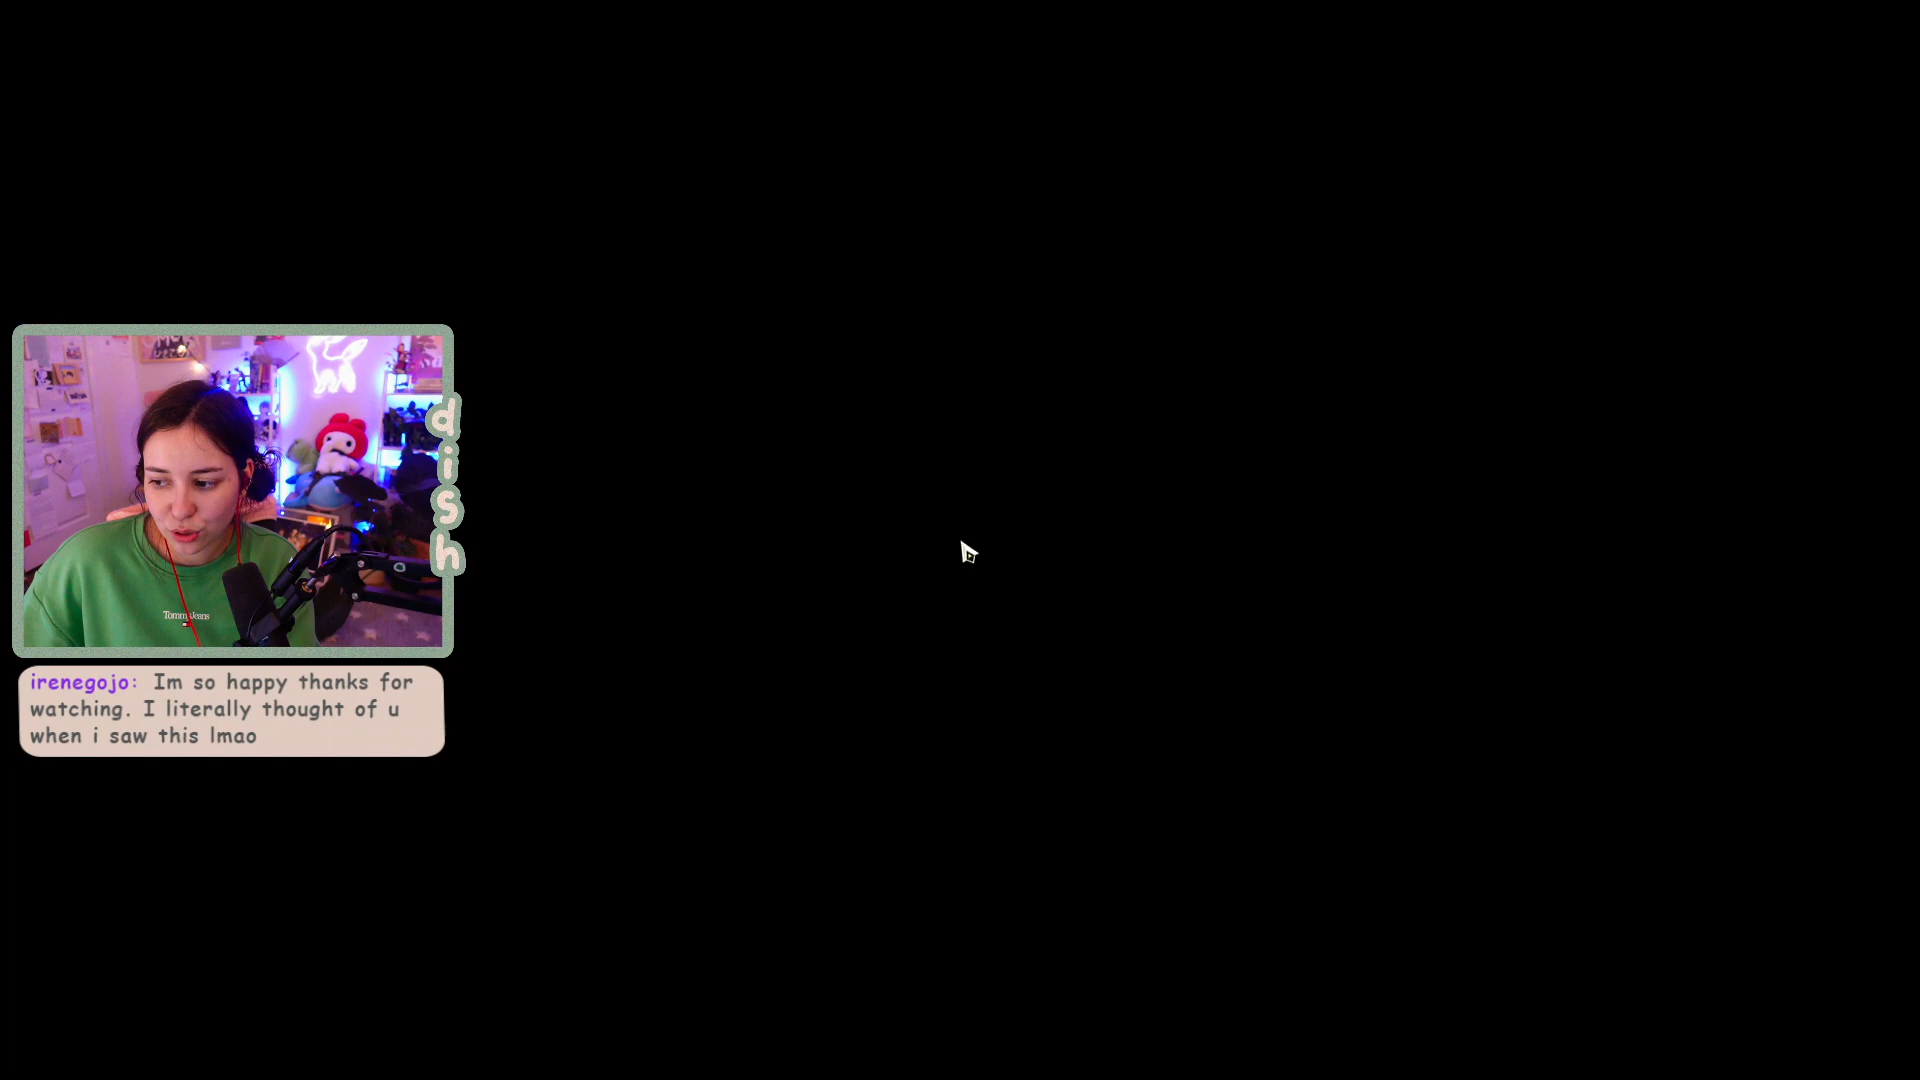 dish
Tommy Jeans
irenegojo: Im so happy thanks for
watching. I literally thought of u
when i saw this lmao